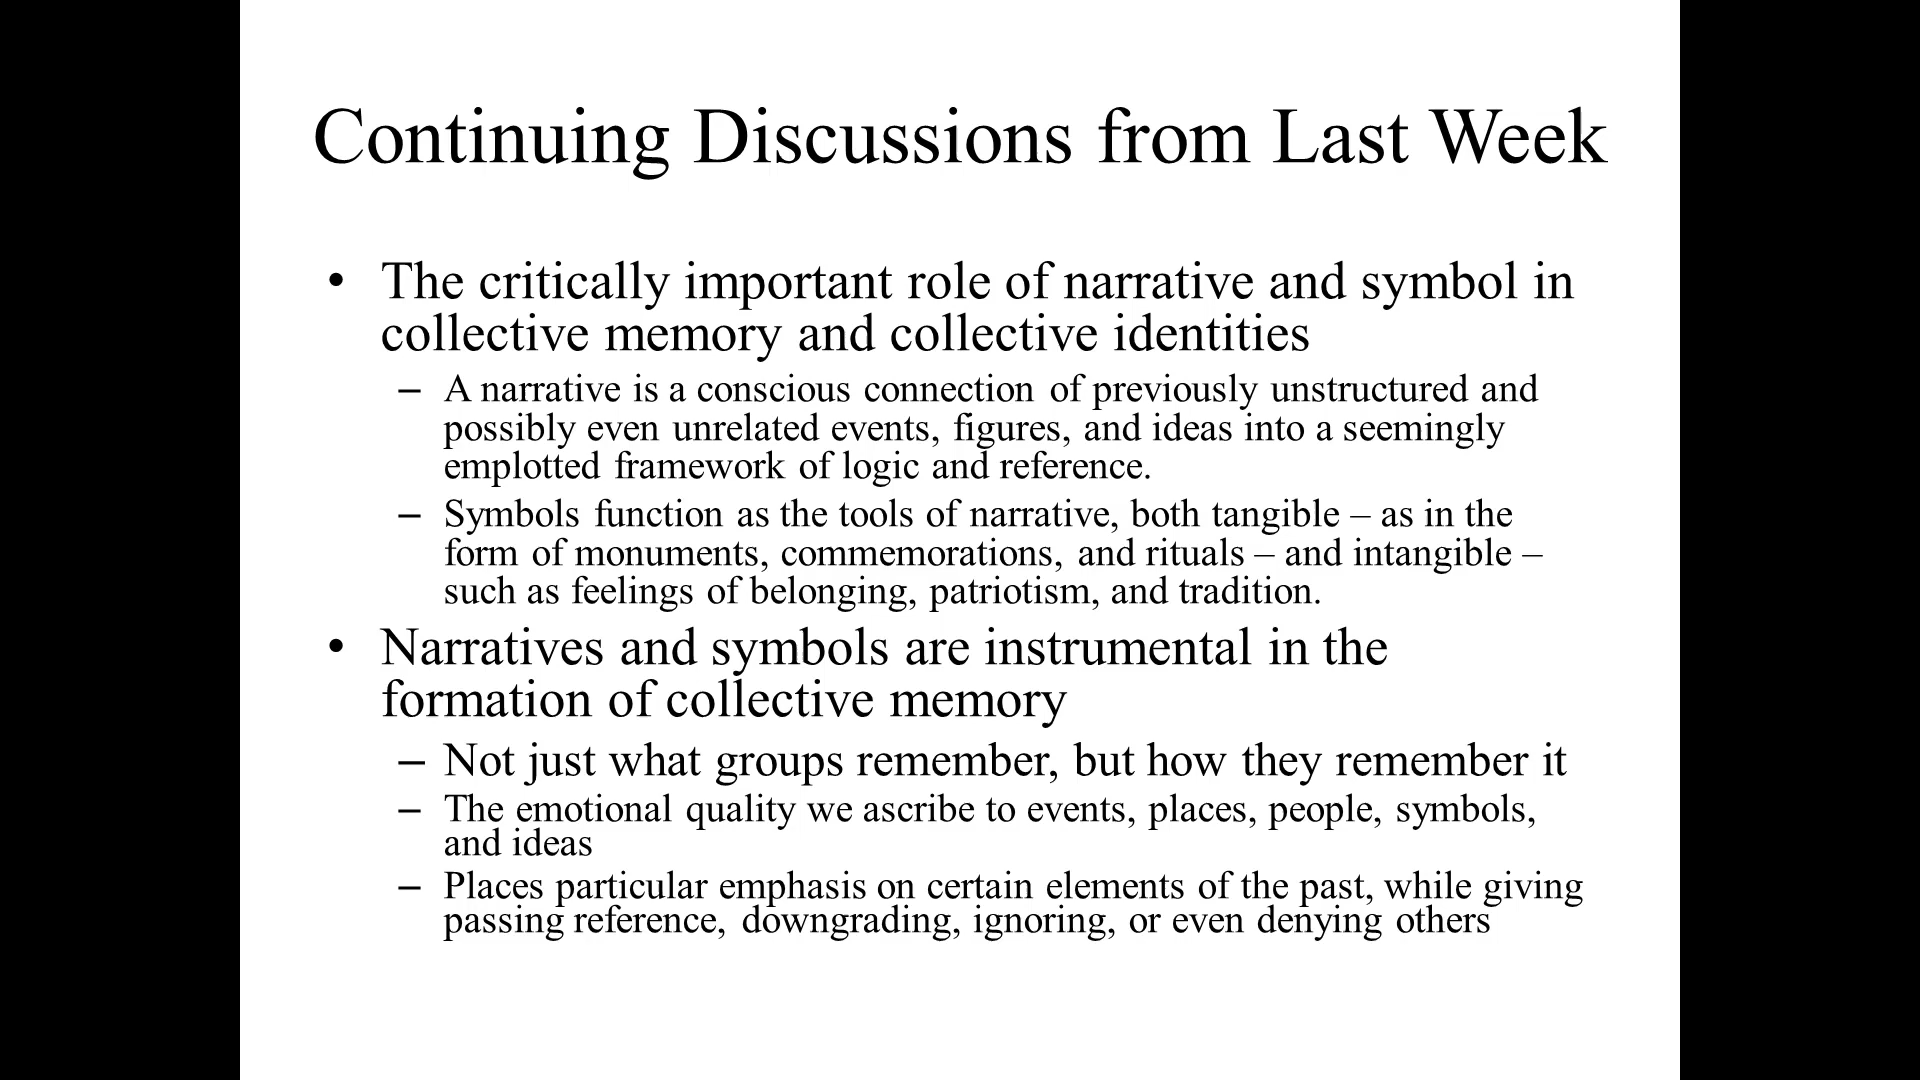 Continuing Discussions from Last Week
• The critically important role of narrative and symbol in
collective memory and collective identities
– A narrative is a conscious connection of previously unstructured and
possibly even unrelated events, figures, and ideas into a seemingly
emplotted framework of logic and reference.
– Symbols function as the tools of narrative, both tangible – as in the
form of monuments, commemorations, and rituals – and intangible –
such as feelings of belonging, patriotism, and tradition.
• Narratives and symbols are instrumental in the
formation of collective memory
– Not just what groups remember, but how they remember it
– The emotional quality we ascribe to events, places, people, symbols,
and ideas
– Places particular emphasis on certain elements of the past, while giving
passing reference, downgrading, ignoring, or even denying others